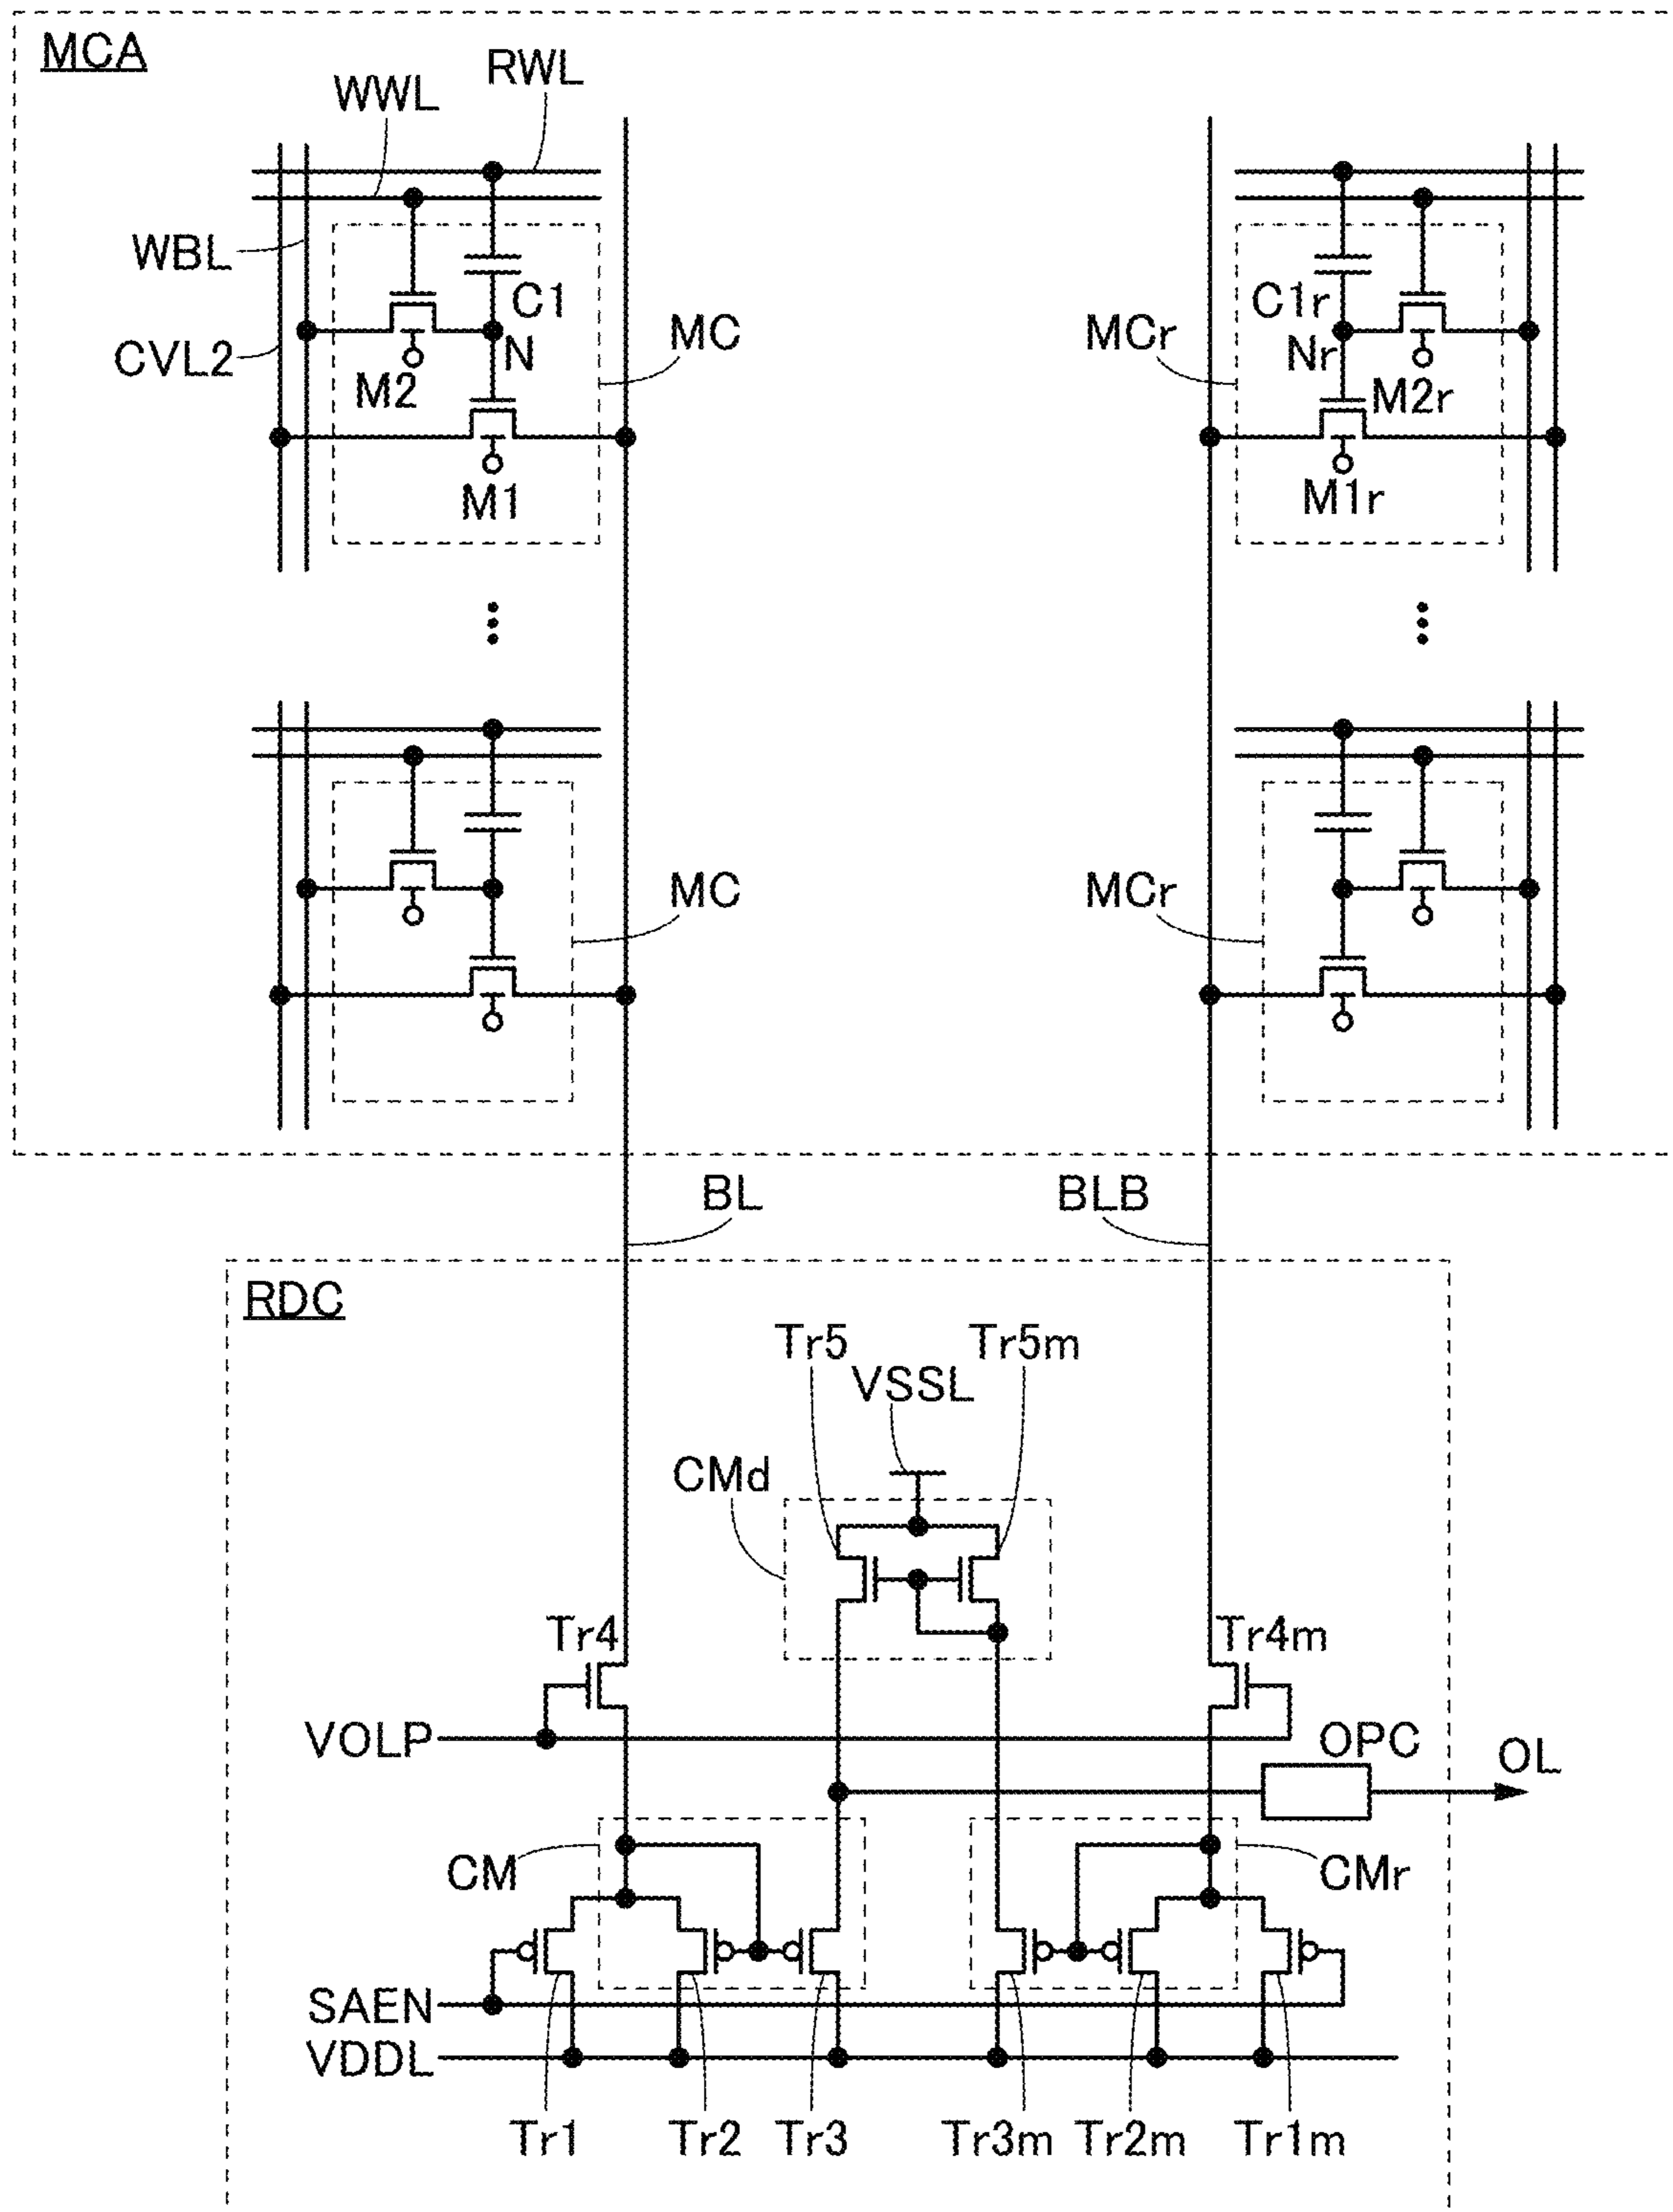 MCA
RWL
WWL
WBL
C1
C1r
MC
MCr
CVL2
N
Nr
M2
M2r
M1
M1r
MC
MCr
BL
BLB
RDC
Tr5
Tr5m
VSSL
CMd
Tr4
Tr4m
VOLP
OPC
OL
CM
CMr
SAEN
VDDL
Tr1
Tr2
Tr3
Tr3m
Tr2m
Tr1m